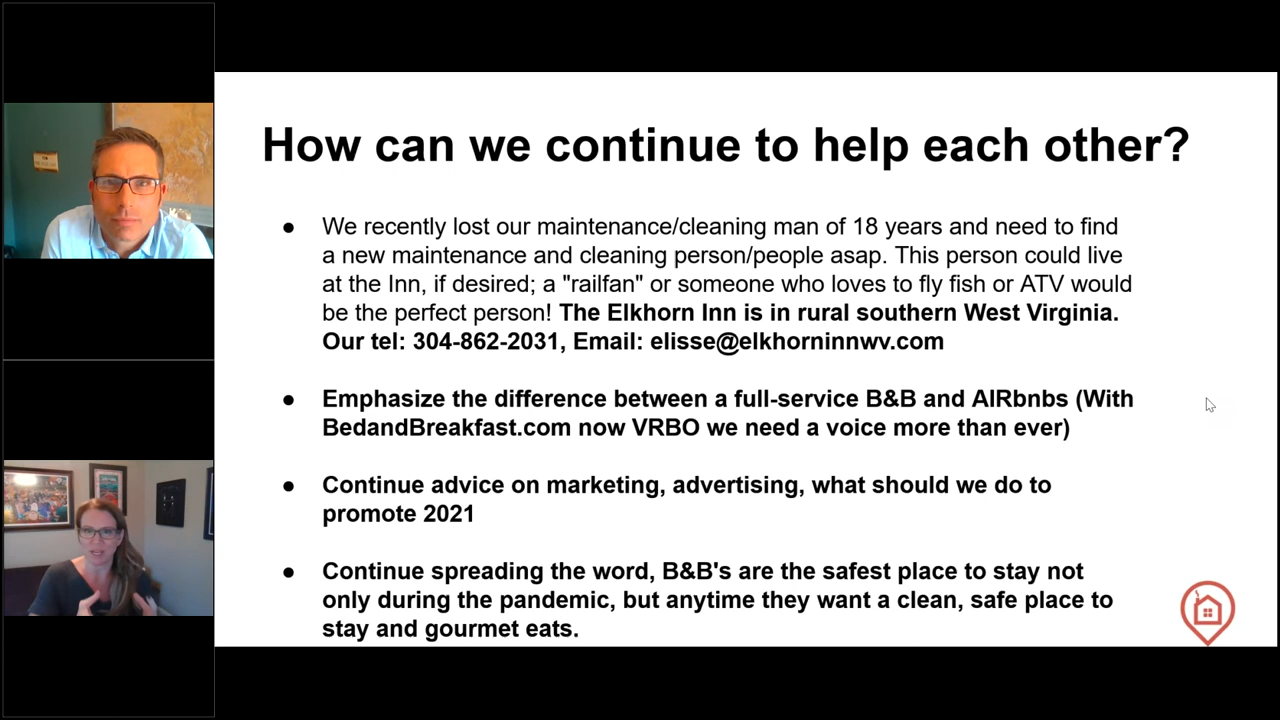 How can we continue to help each other?
● We recently lost our maintenance/cleaning man of 18 years and need to find
a new maintenance and cleaning person/people asap. This person could live
at the Inn, if desired; a "railfan" or someone who loves to fly fish or ATV would
be the perfect person! The Elkhorn Inn is in rural southern West Virginia.
Our tel: 304-862-2031, Email: elisse@elkhorninnwv.com
● Emphasize the difference between a full-service B&B and AIRbnbs (With
BedandBreakfast.com now VRBO we need a voice more than ever)
● Continue advice on marketing, advertising, what should we do to
promote 2021
● Continue spreading the word, B&B's are the safest place to stay not
only during the pandemic, but anytime they want a clean, safe place to
stay and gourmet eats.